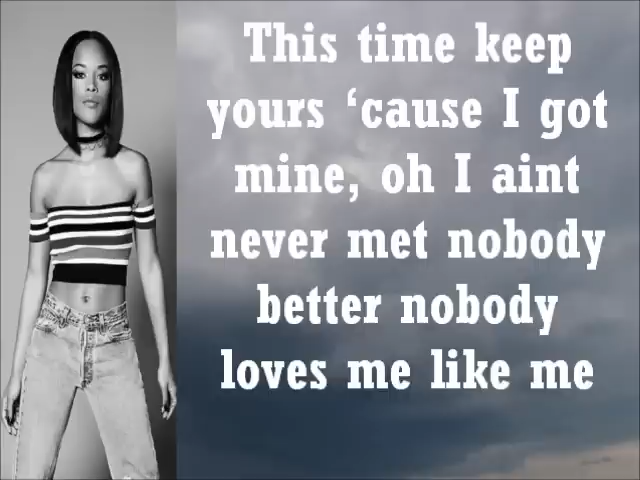 This time keep
yours ‘cause I got
mine, oh I aint
never met nobody
better nobody
loves me like me